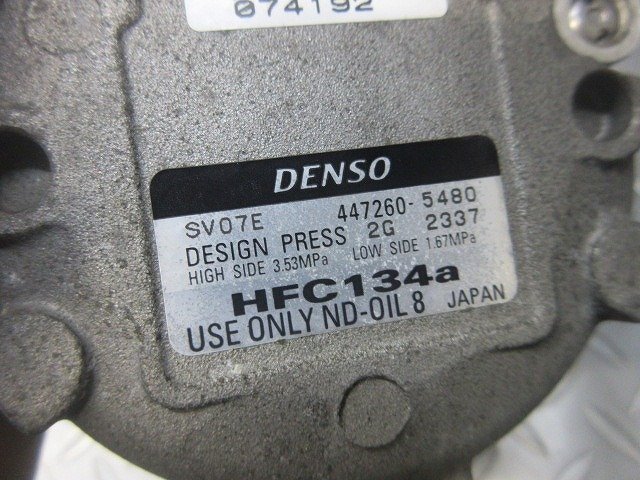 074192
DENSO
SV07E 447260-5480
DESIGN PRESS 2G 2337
HIGH SIDE 3.53MPa LOW SIDE 1.67MPa
HFC134a
USE ONLY ND-OIL 8 JAPAN